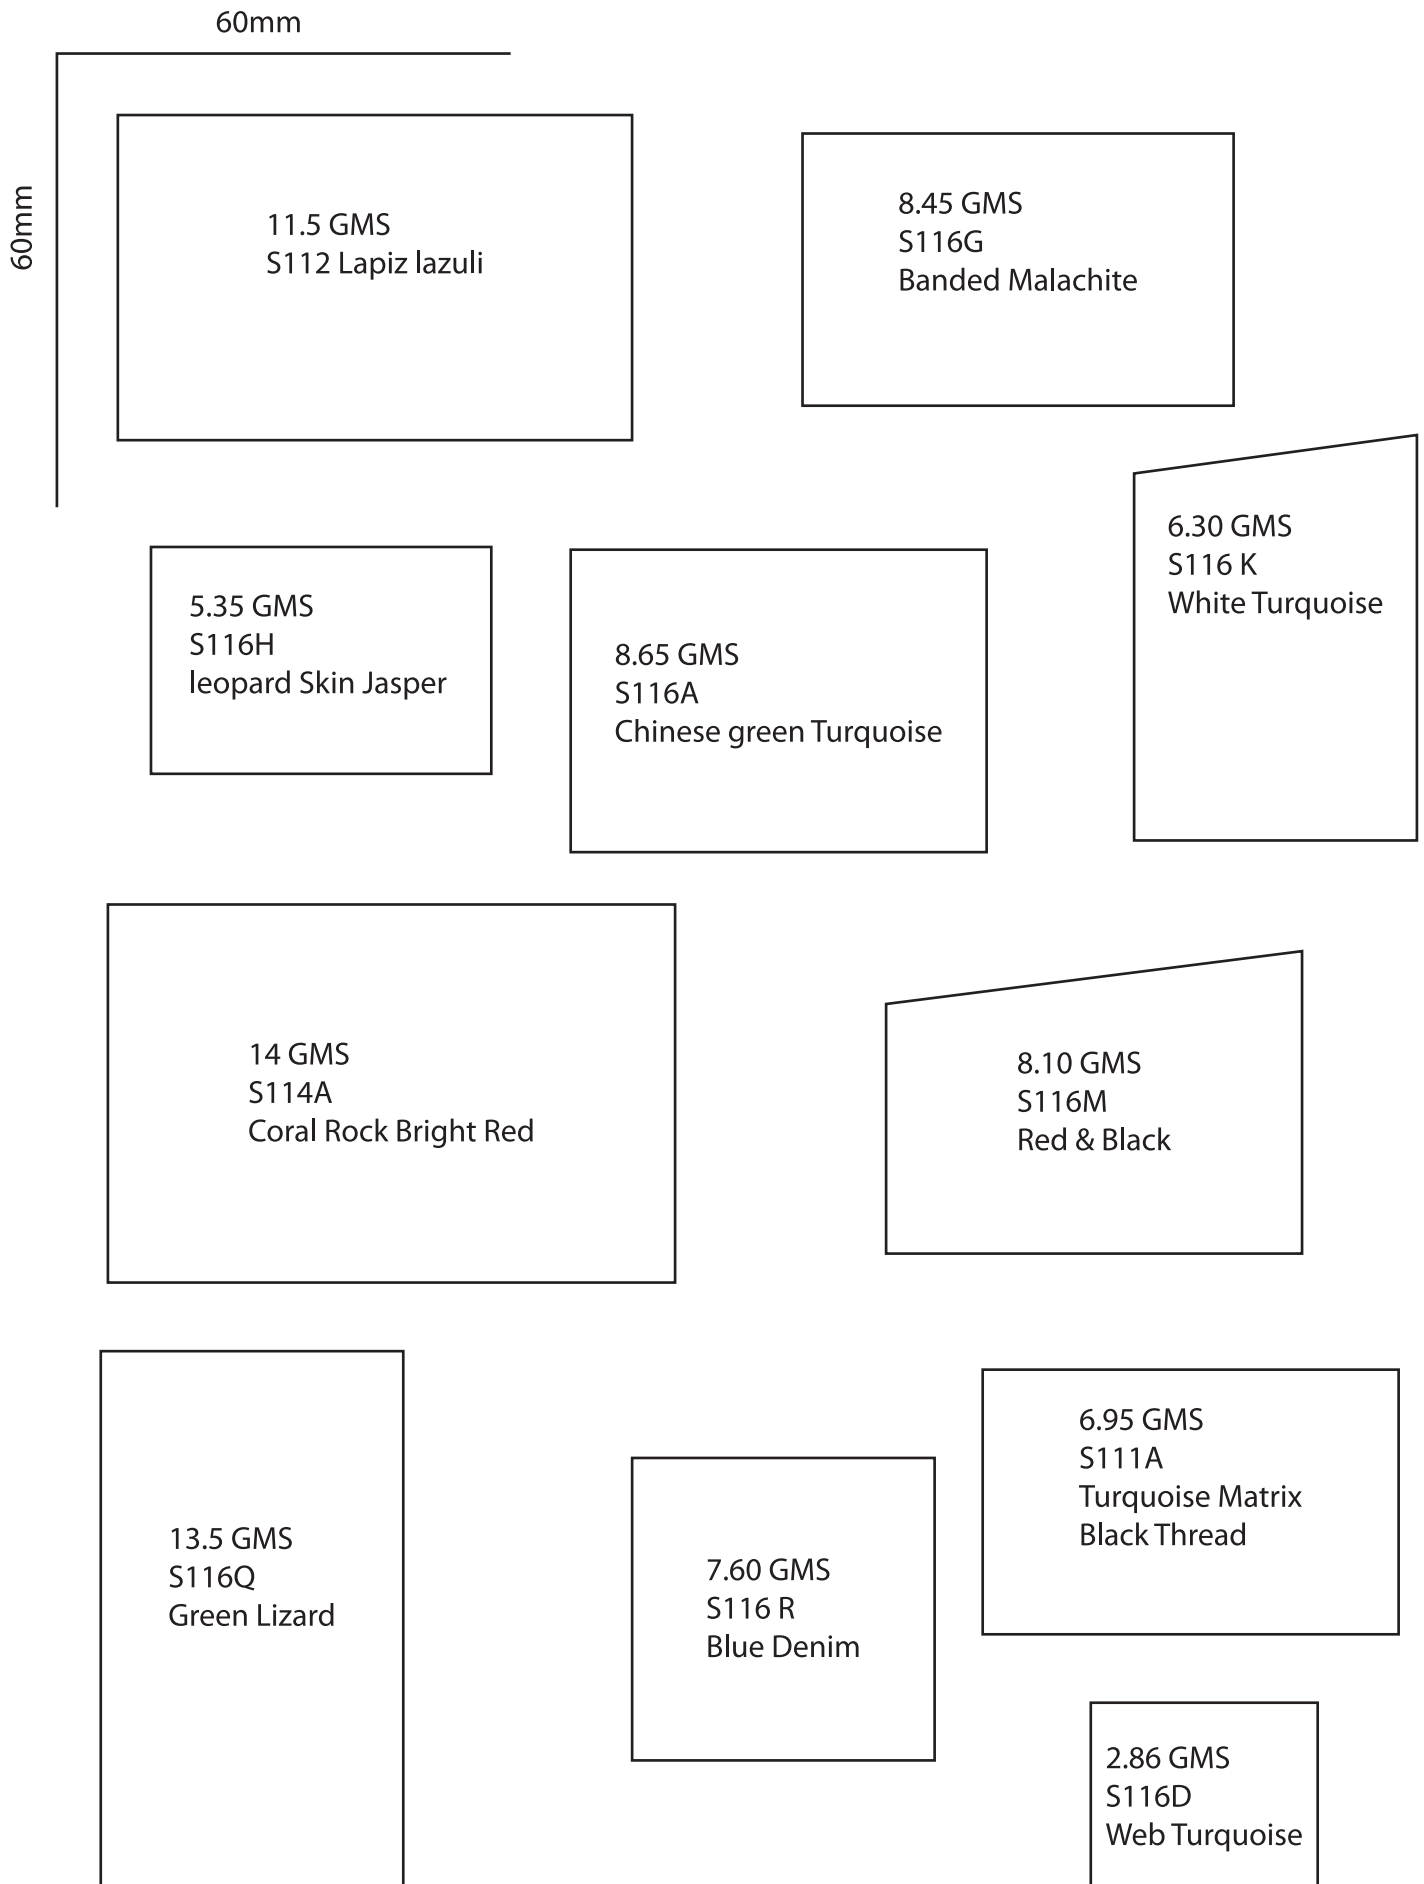 60mm
60mm
11.5 GMS
S112 Lapiz lazuli
8.45 GMS
S116G
Banded Malachite
6.30 GMS
S116 K
White Turquoise
5.35 GMS
S116H
leopard Skin Jasper
8.65 GMS
S116A
Chinese green Turquoise
14 GMS
S114A
Coral Rock Bright Red
8.10 GMS
S116M
Red & Black
13.5 GMS
S116Q
Green Lizard
7.60 GMS
S116 R
Blue Denim
6.95 GMS
S111A
Turquoise Matrix
Black Thread
2.86 GMS
S116D
Web Turquoise